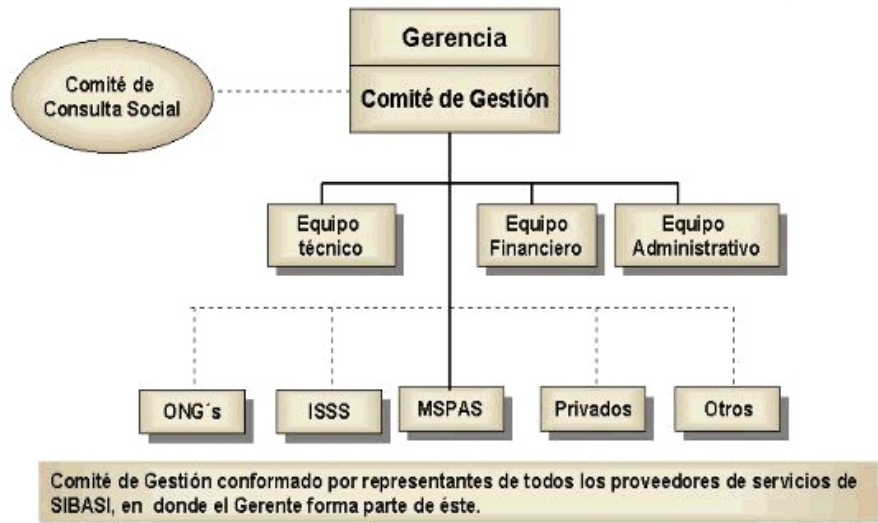 Gerencia
Comité de Gestión
Comité de
Consulta Social
Equipo
técnico
Equipo
Financiero
Equipo
Administrativo
ONG´s
ISSS
MSPAS
Privados
Otros
Comité de Gestión conformado por representantes de todos los proveedores de servicios de
SIBASI, en donde el Gerente forma parte de éste.